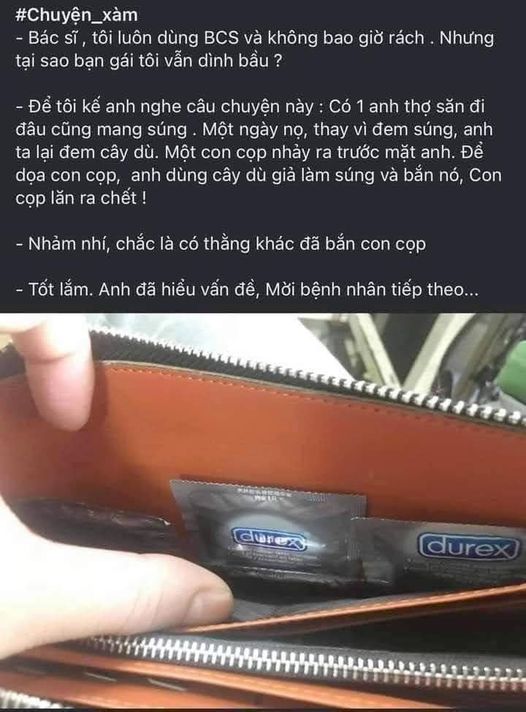 #Chuyện_xàm
- Bác sĩ , tôi luôn dùng BCS và không bao giờ rách . Nhưng
tại sao bạn gái tôi vẫn dình bầu ?
- Để tôi kế anh nghe câu chuyện này : Có 1 anh thợ săn đi
đâu cũng mang súng . Một ngày nọ, thay vì đem súng, anh
ta lại đem cây dù. Một con cọp nhảy ra trước mặt anh. Để
dọa con cọp, anh dùng cây dù giả làm súng và bắn nó, Con
cọp lăn ra chết !
- Nhảm nhí, chắc là có thằng khác đã bắn con cọp
- Tốt lắm. Anh đã hiểu vấn đề, Mời bệnh nhân tiếp theo...
durex
durex